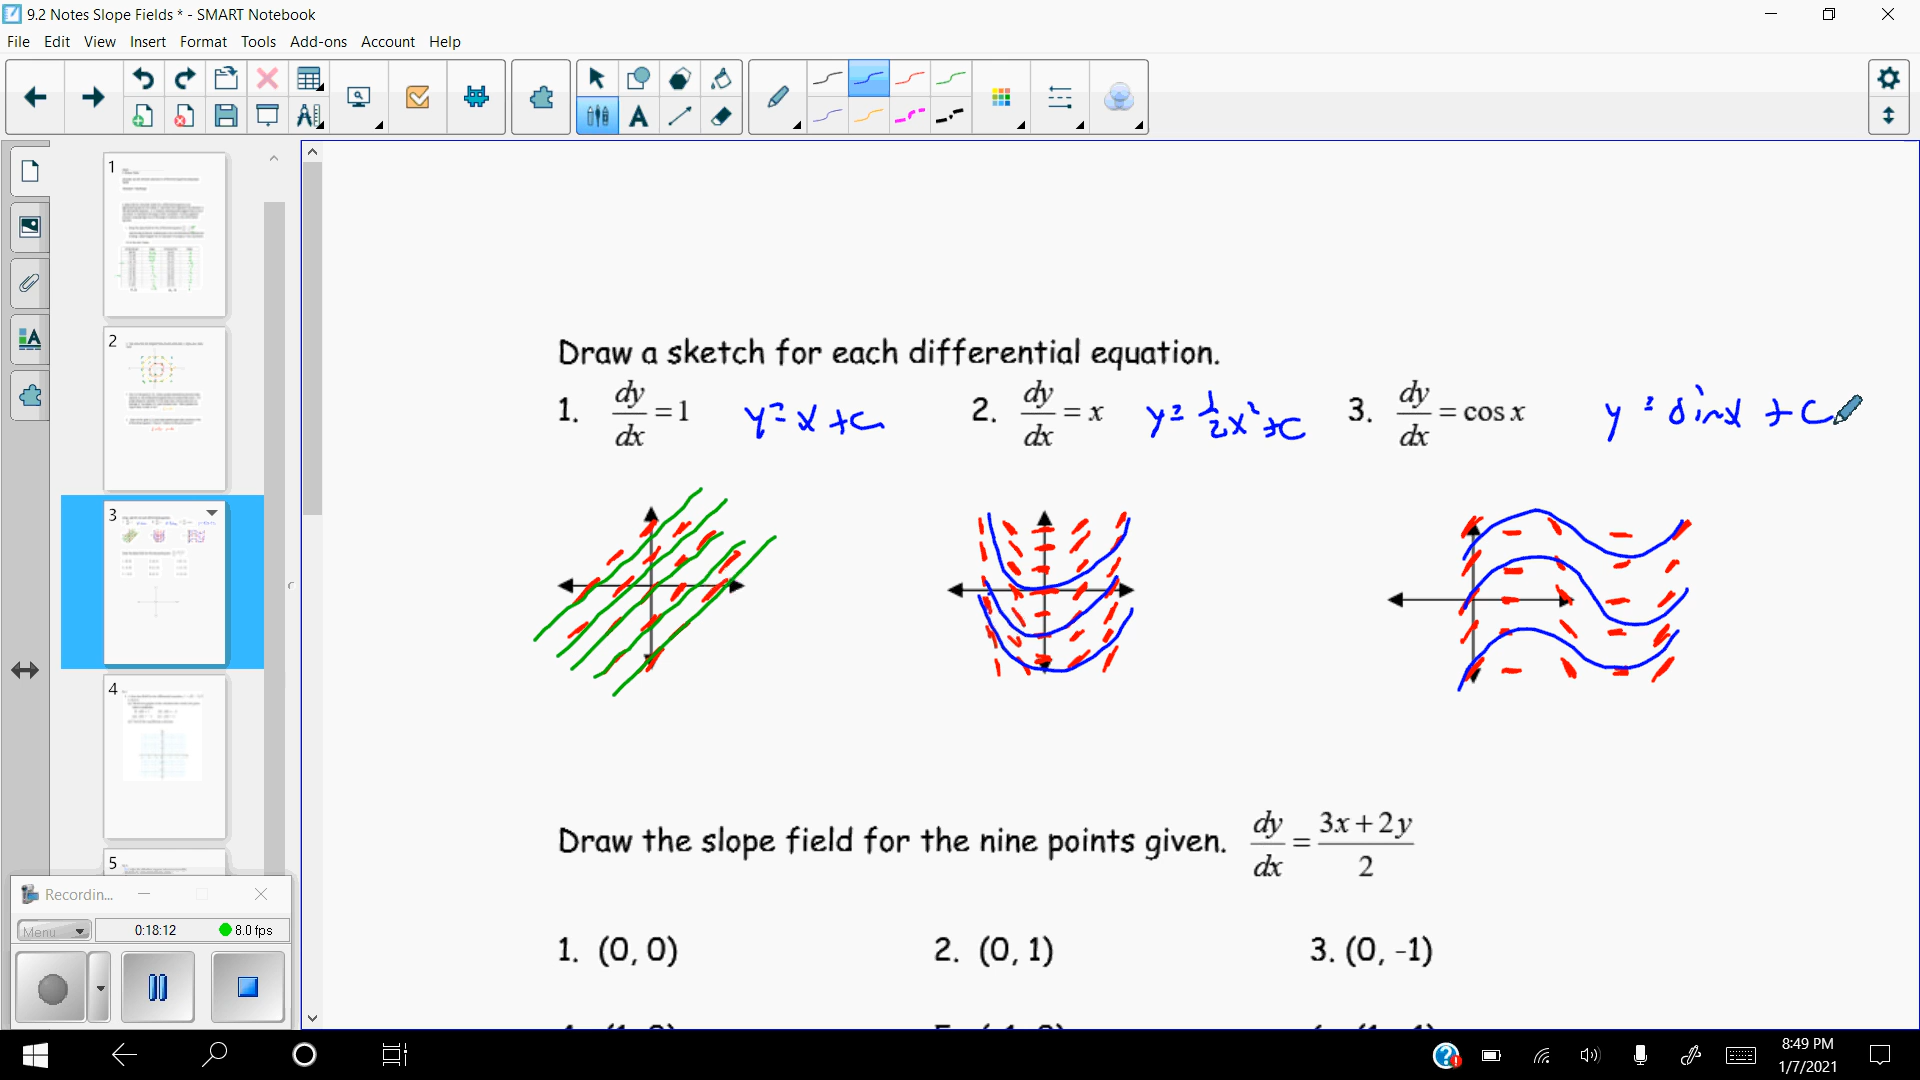 9.2 Notes Slope Fields * - SMART Notebook
File Edit View Insert Format Tools Add-ons Account Help
1
2
3
4
5
Draw a sketch for each differential equation.
1. dy/dx = 1 y = x + c 2. dy/dx = x y = 1/2 x² + C 3. dy/dx = cos x y = sin x + C
Draw the slope field for the nine points given. dy/dx = (3x + 2y)/2
1. (0, 0) 2. (0, 1) 3. (0, -1)
Recordin...
Menu 0:18:12 8.0 fps
8:49 PM
1/7/2021